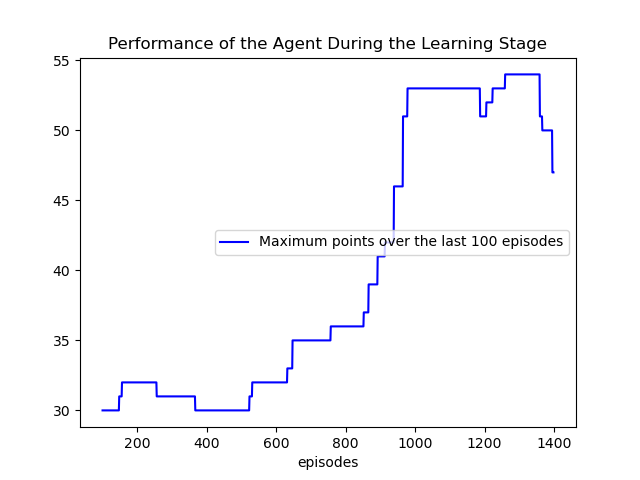 Performance of the Agent During the Learning Stage
55
50
45
40
35
30
Maximum points over the last 100 episodes
200 400 600 800 1000 1200 1400
episodes